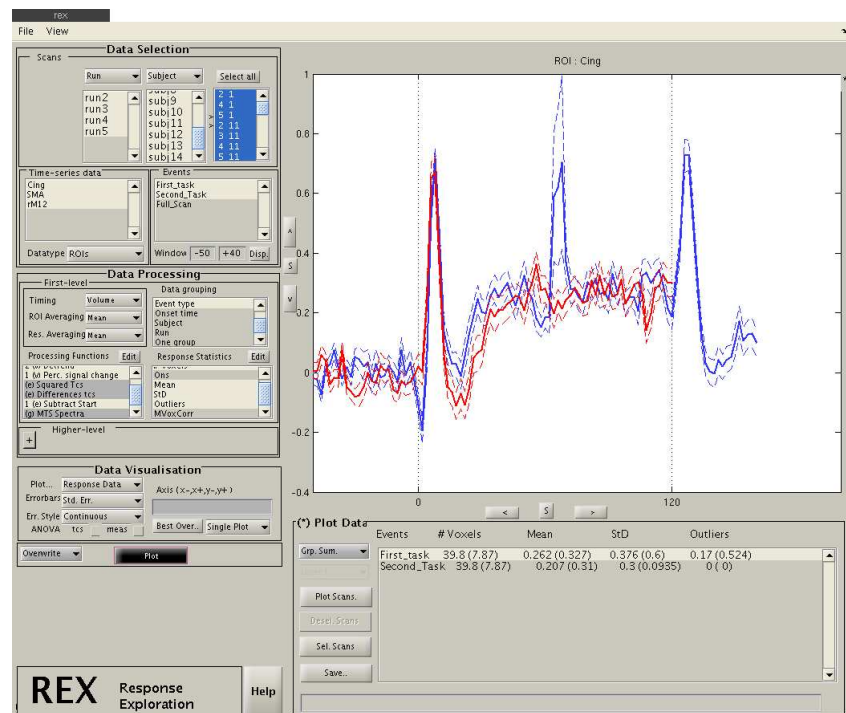 rex
File View
Data Selection
Scans
Run Subject Select all
run2
run3
run4
run5
subj9
subj10
subj11
subj12
subj13
subj14
> >
2 1
4 1
5 1
2 11
3 11
4 11
5 11
Time-series data
Cing
SMA
rM12
Events
First_task
Second_Task
Full_Scan
Datatype ROIs Window -50 +40 Disp.
Data Processing
First-level
Timing Volume
ROI Averaging Mean
Res. Averaging Mean
Data grouping
Event type
Onset time
Subject
Run
One group
Processing Functions Edit
1 (v) Perc. signal change
(e) Squared Tcs
(e) Differences tcs
1 (e) Subtract Start
(g) MTS Spectra
Response Statistics Edit
# Voxels
Ons
Mean
StD
Outliers
MVoxCorr
Higher-level
+
Data Visualisation
Plot... Response Data
Errorbars Std. Err.
Err. Style Continuous
ANOVA tcs meas
Axis (x-,x+,y-,y+)
Best Over.. Single Plot
Overwrite Plot
REX Response Exploration
Help
^
S
v
ROI : Cing
1
0.8
0.6
0.4
0.2
0
-0.2
-0.4
0 120
< S >
(*) Plot Data
Grp. Sum.
Plot Scans.
Desel. Scans
Sel. Scans
Save..
Events # Voxels Mean StD Outliers
First_task 39.8 (7.87) 0.262 (0.327) 0.376 (0.6) 0.17 (0.524)
Second_Task 39.8 (7.87) 0.207 (0.31) 0.3 (0.0935) 0 ( 0)